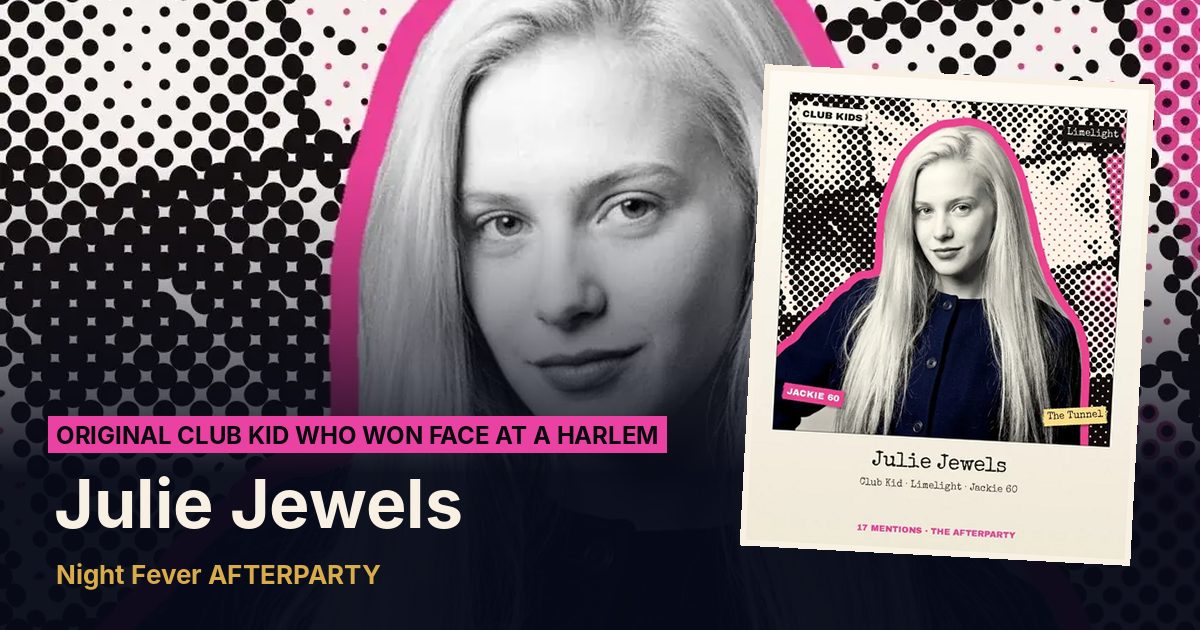 ORIGINAL CLUB KID WHO WON FACE AT A HARLEM
Julie Jewels
Night Fever AFTERPARTY
CLUB KIDS
Limelight
JACKIE 60
The Tunnel
Julie Jewels
Club Kid · Limelight · Jackie 60
17 MENTIONS · THE AFTERPARTY